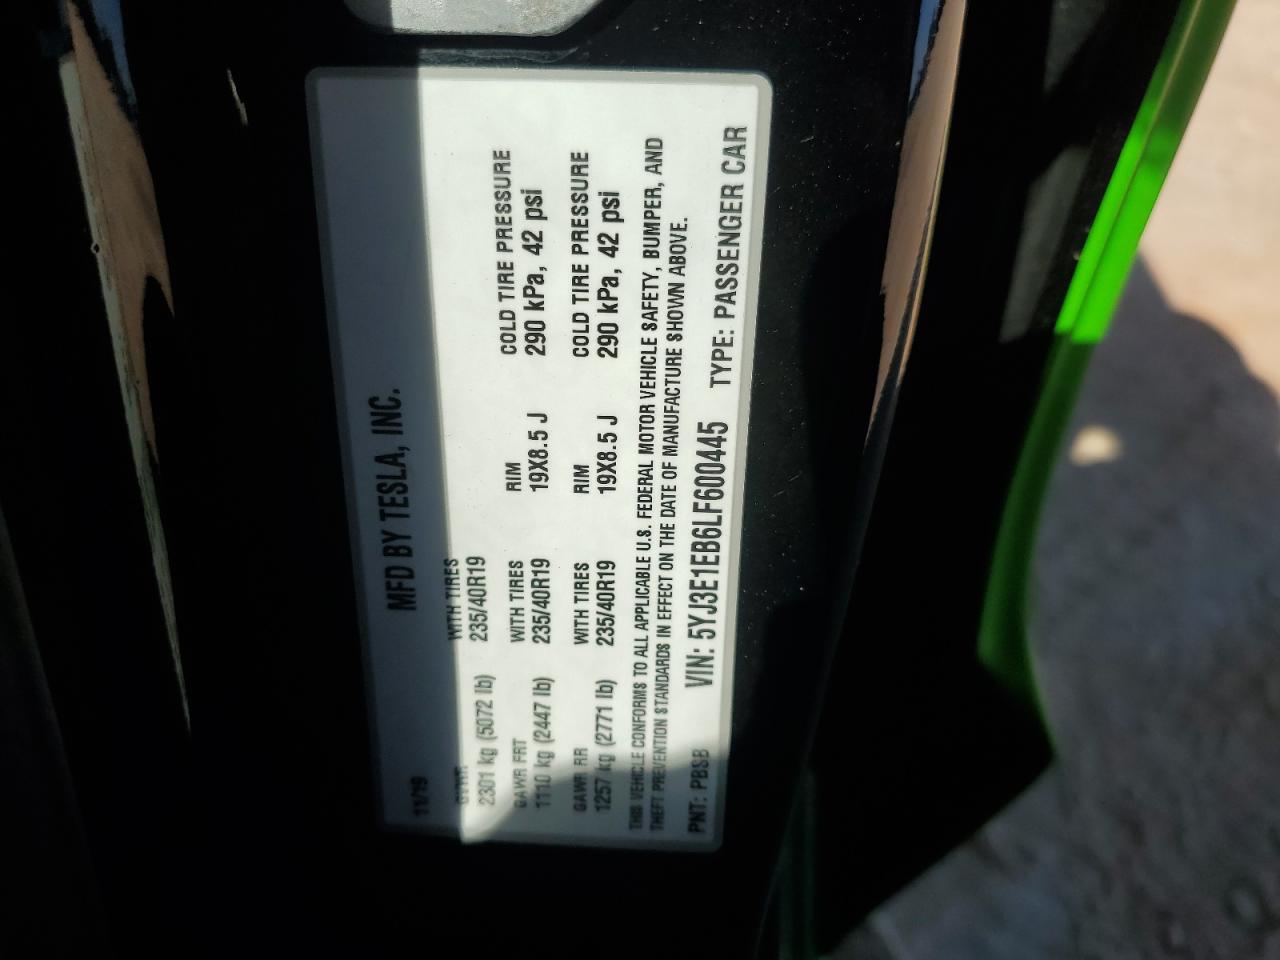 MFD BY TESLA, INC.
11/19
GVWR WITH TIRES
2301 kg (5072 lb) 235/40R19
GAWR FRT WITH TIRES RIM COLD TIRE PRESSURE
1110 kg (2447 lb) 235/40R19 19X8.5 J 290 kPa, 42 psi
GAWR RR WITH TIRES RIM COLD TIRE PRESSURE
1257 kg (2771 lb) 235/40R19 19X8.5 J 290 kPa, 42 psi
THIS VEHICLE CONFORMS TO ALL APPLICABLE U.S. FEDERAL MOTOR VEHICLE SAFETY, BUMPER, AND
THEFT PREVENTION STANDARDS IN EFFECT ON THE DATE OF MANUFACTURE SHOWN ABOVE.
PNT: PBSB VIN: 5YJ3E1EB6LF600445 TYPE: PASSENGER CAR